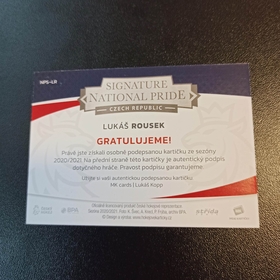 NPS-LR
SIGNATURE
NATIONAL PRIDE
CZECH REPUBLIC
LUKÁŠ ROUSEK
GRATULUJEME!
Právě jste získali osobně podepsanou kartičku ze sezóny
2020/2021. Na přední straně této kartičky je autentický podpis
dotyčného hráče. Pravost podpisu garantujeme.
Užijte si vaši autentickou podepsanou kartičku
MK cards | Lukáš Kopp